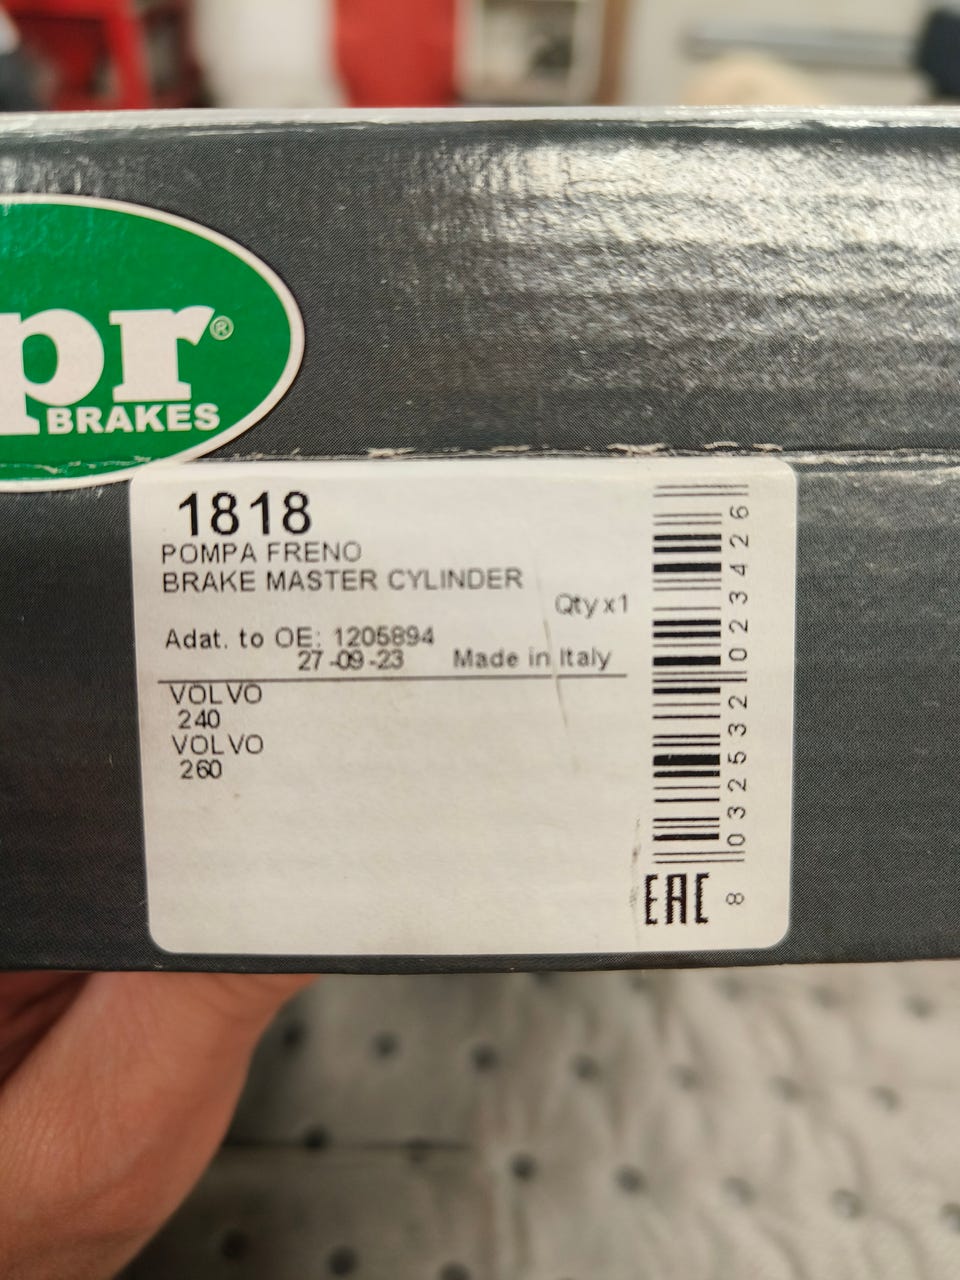 pr®
BRAKES
1818
POMPA FRENO
BRAKE MASTER CYLINDER
Qty x1
Adat. to OE: 1205894
27-09-23 Made in Italy
VOLVO
240
VOLVO
260
8 032532 023426
EAC